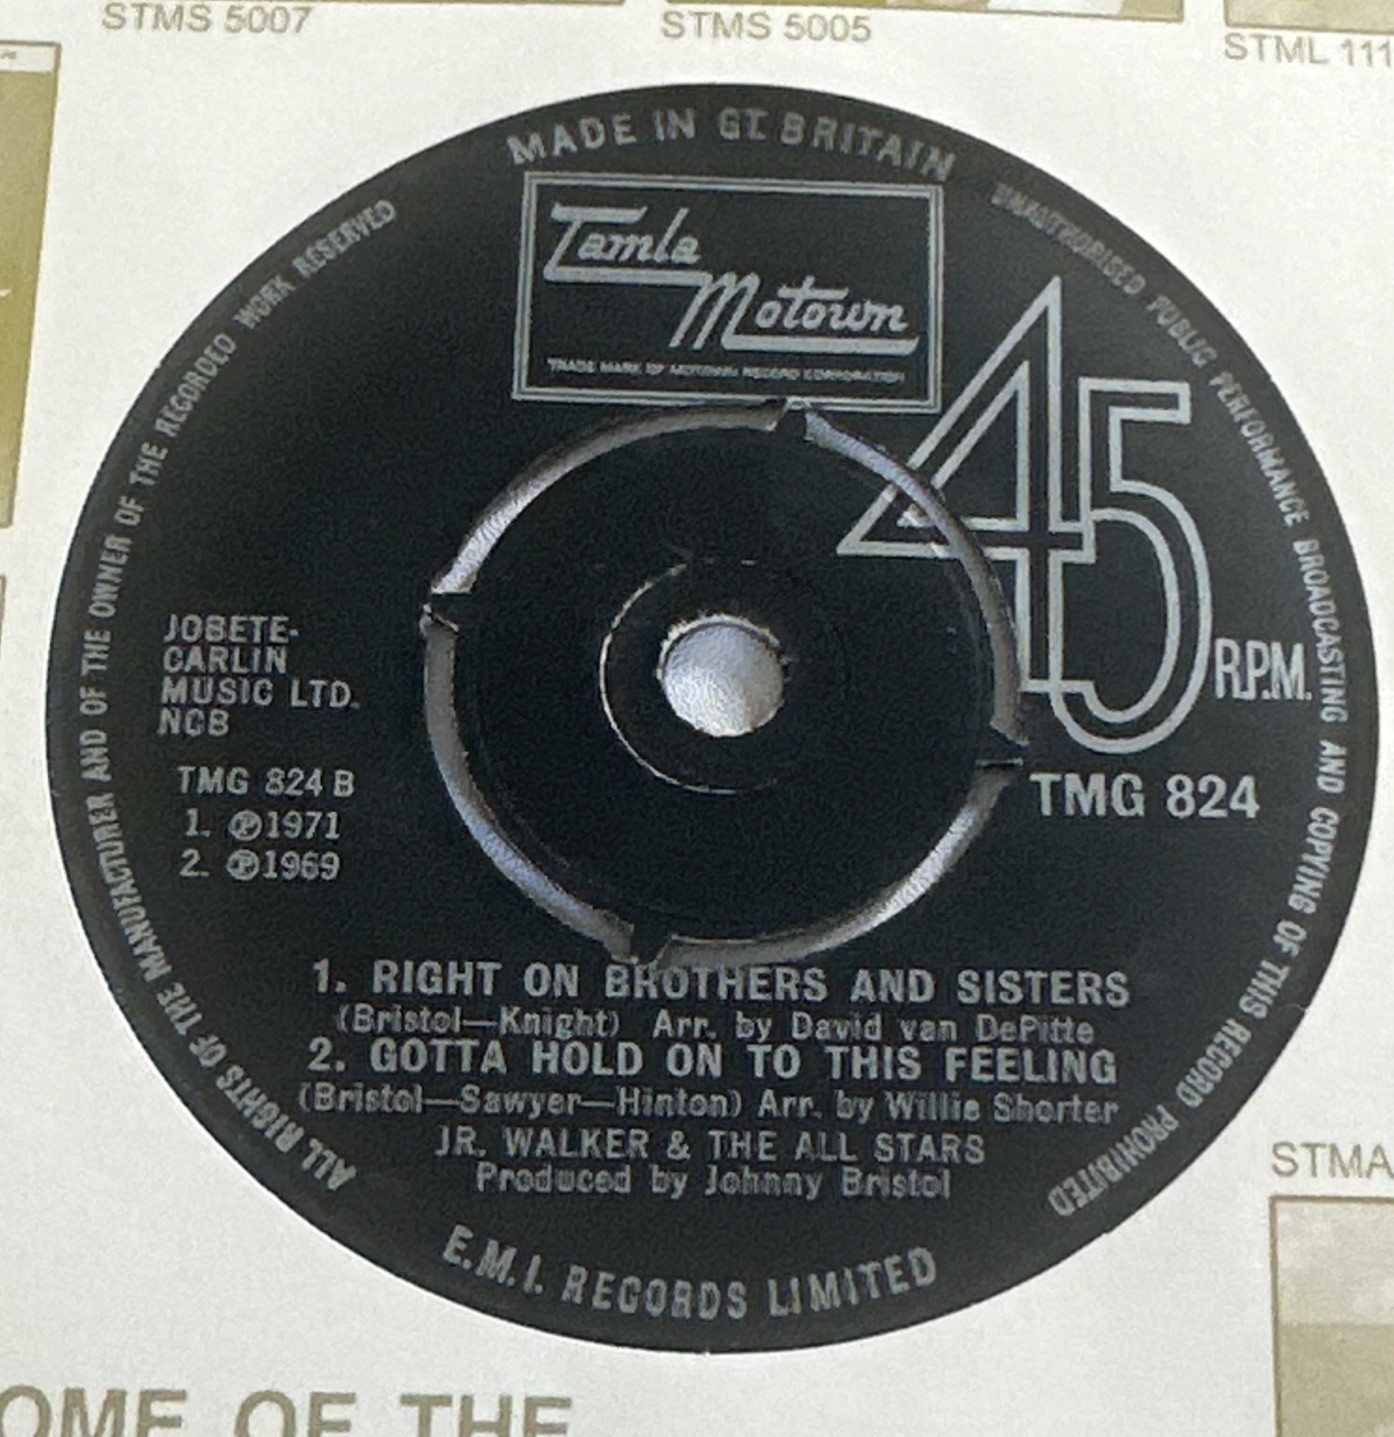 STMS 5007
STMS 5005
STML 111
MADE IN GT. BRITAIN
Tamla
Motown
TRADE MARK OF MOTOWN RECORD CORPORATION
45
R.P.M.
TMG 824
JOBETE-
CARLIN
MUSIC LTD.
NCB
TMG 824 B
1. ℗1971
2. ℗1969
1. RIGHT ON BROTHERS AND SISTERS
(Bristol—Knight) Arr. by David van DePitte
2. GOTTA HOLD ON TO THIS FEELING
(Bristol—Sawyer—Hinton) Arr. by Willie Shorter
JR. WALKER & THE ALL STARS
Produced by Johnny Bristol
E.M.I. RECORDS LIMITED
ALL RIGHTS OF THE MANUFACTURER AND OF THE OWNER OF THE RECORDED WORK RESERVED
UNAUTHORISED PUBLIC PERFORMANCE BROADCASTING AND COPYING OF THIS RECORD PROHIBITED
STMA
OME OF THE